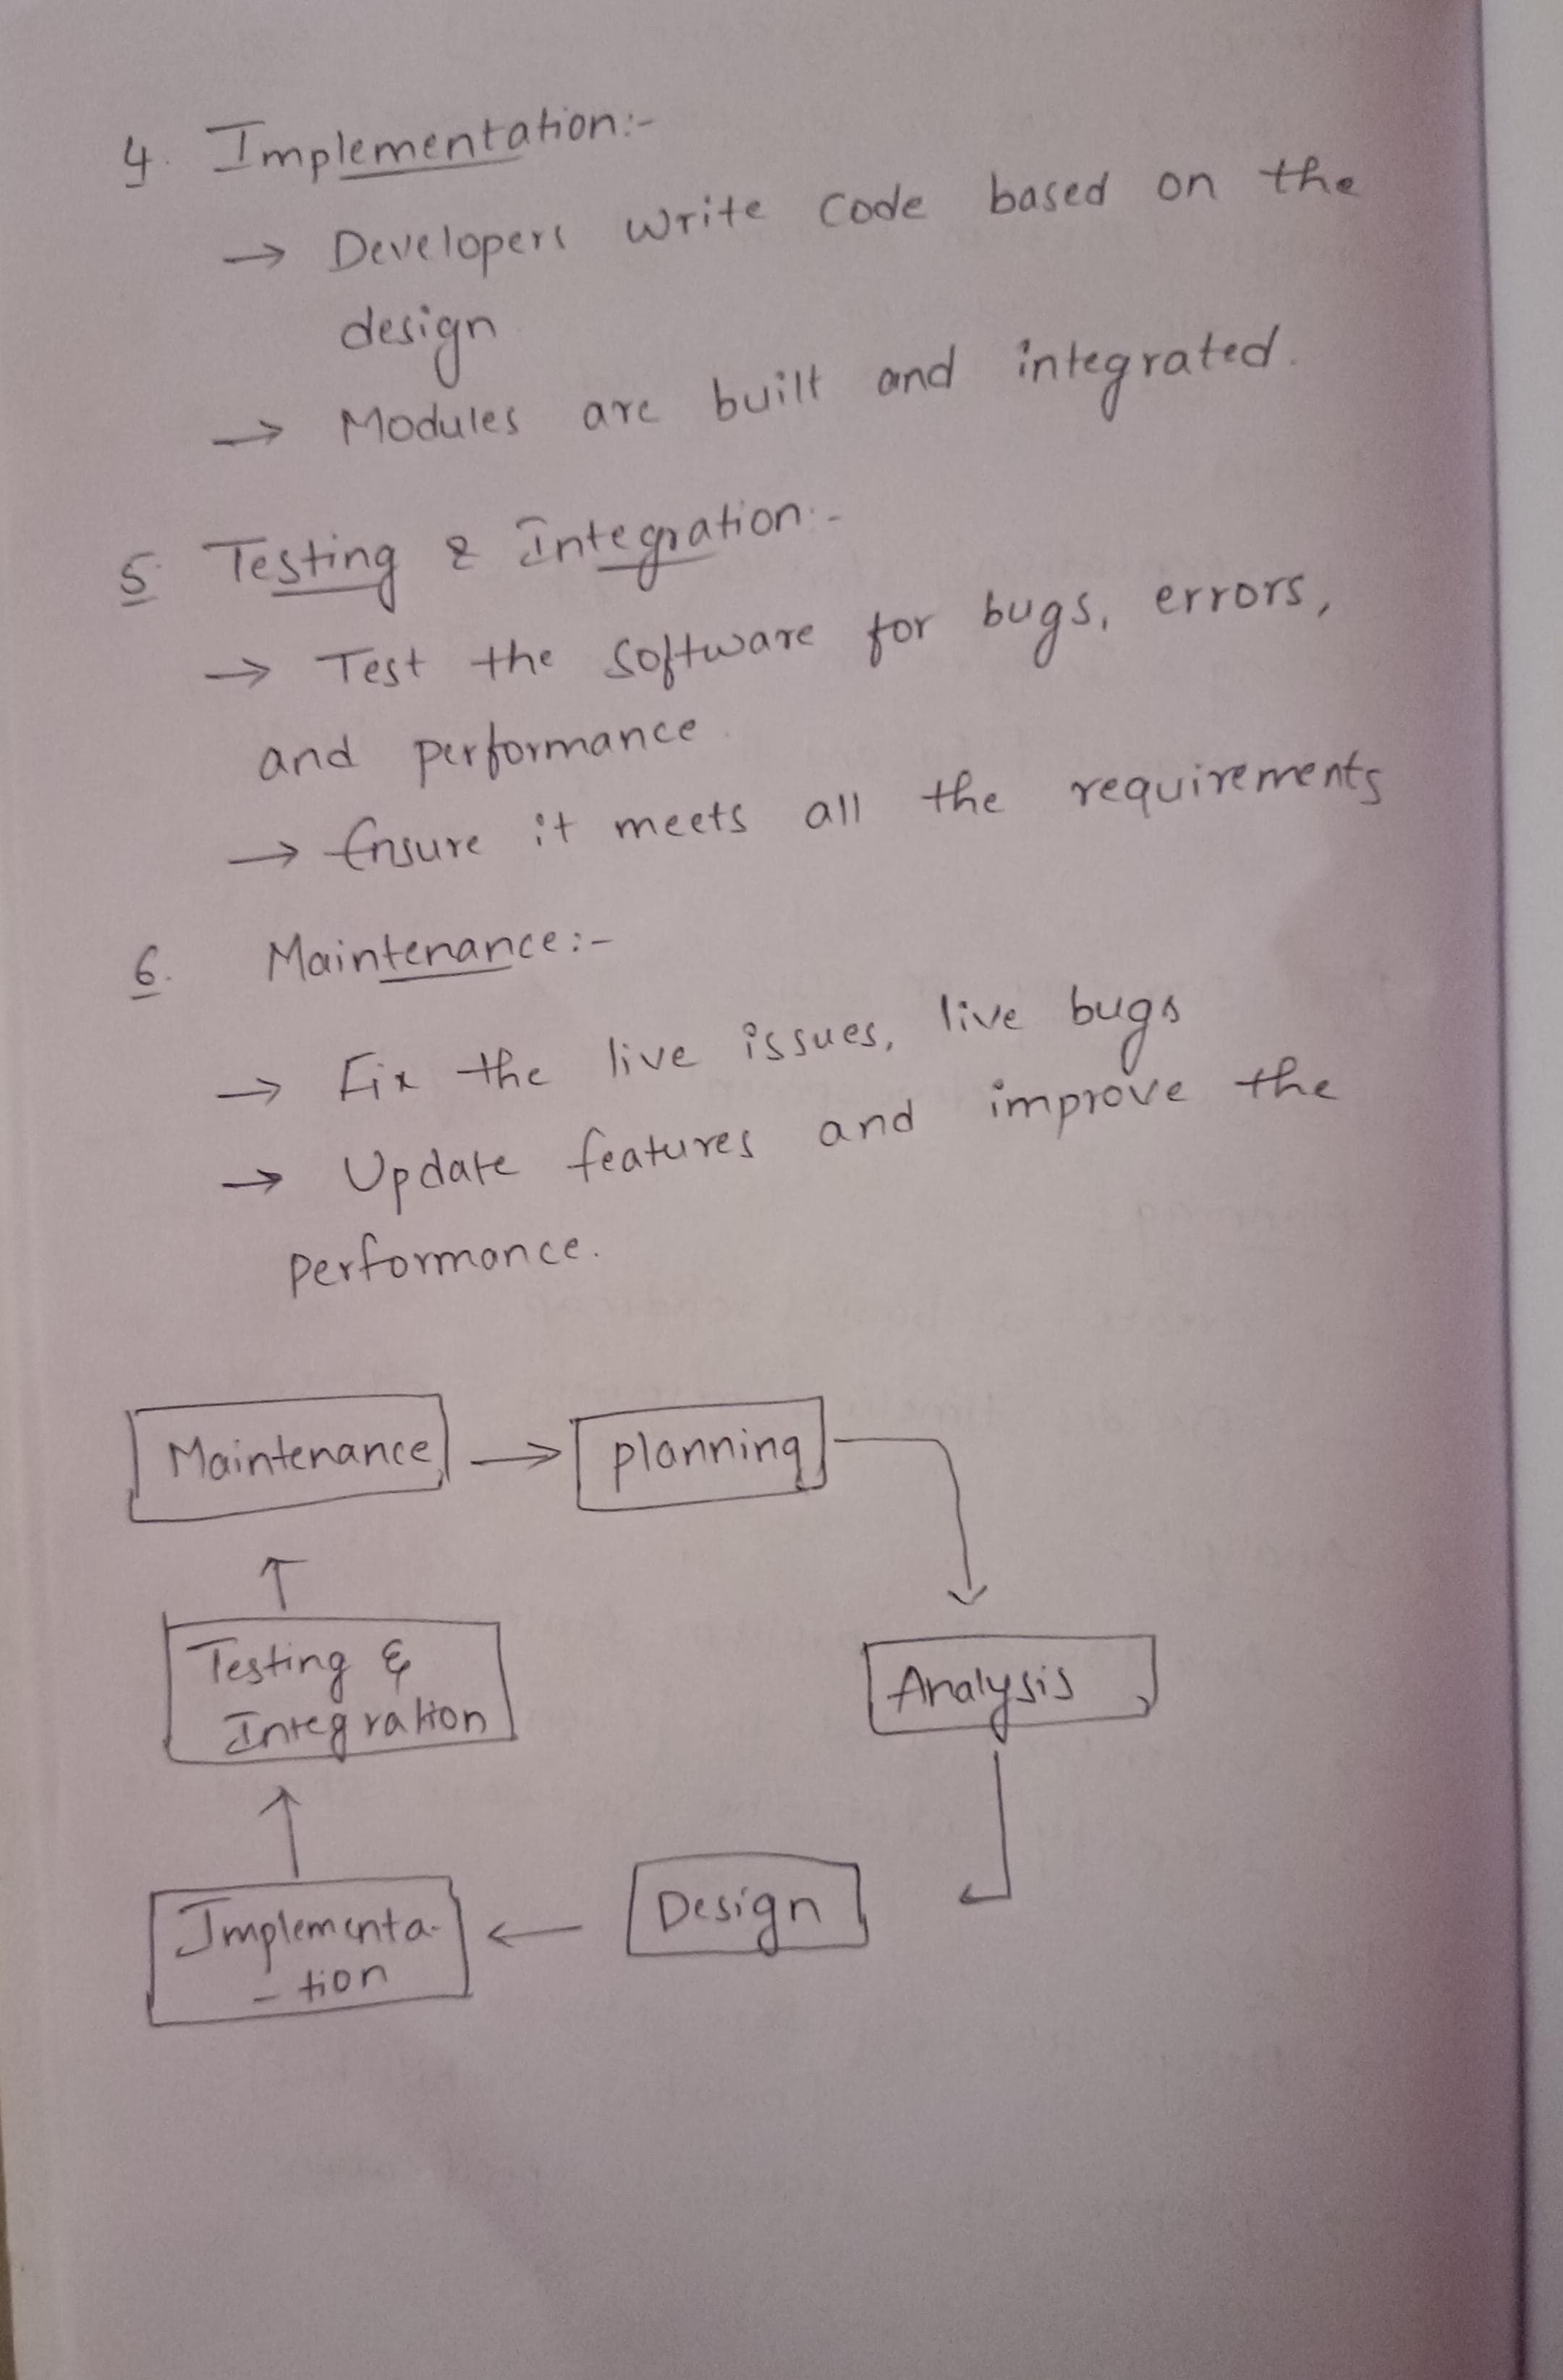 4. Implementation:-
→ Developers write code based on the
design
→ Modules are built and integrated.
5. Testing & Integration:-
→ Test the software for bugs, errors,
and performance.
→ Ensure it meets all the requirements
6. Maintenance:-
→ Fix the live issues, live bugs
→ Update features and improve the
performance.
Maintenance → planning
Testing &
Integration
Analysis
Implementa-
-tion
← Design